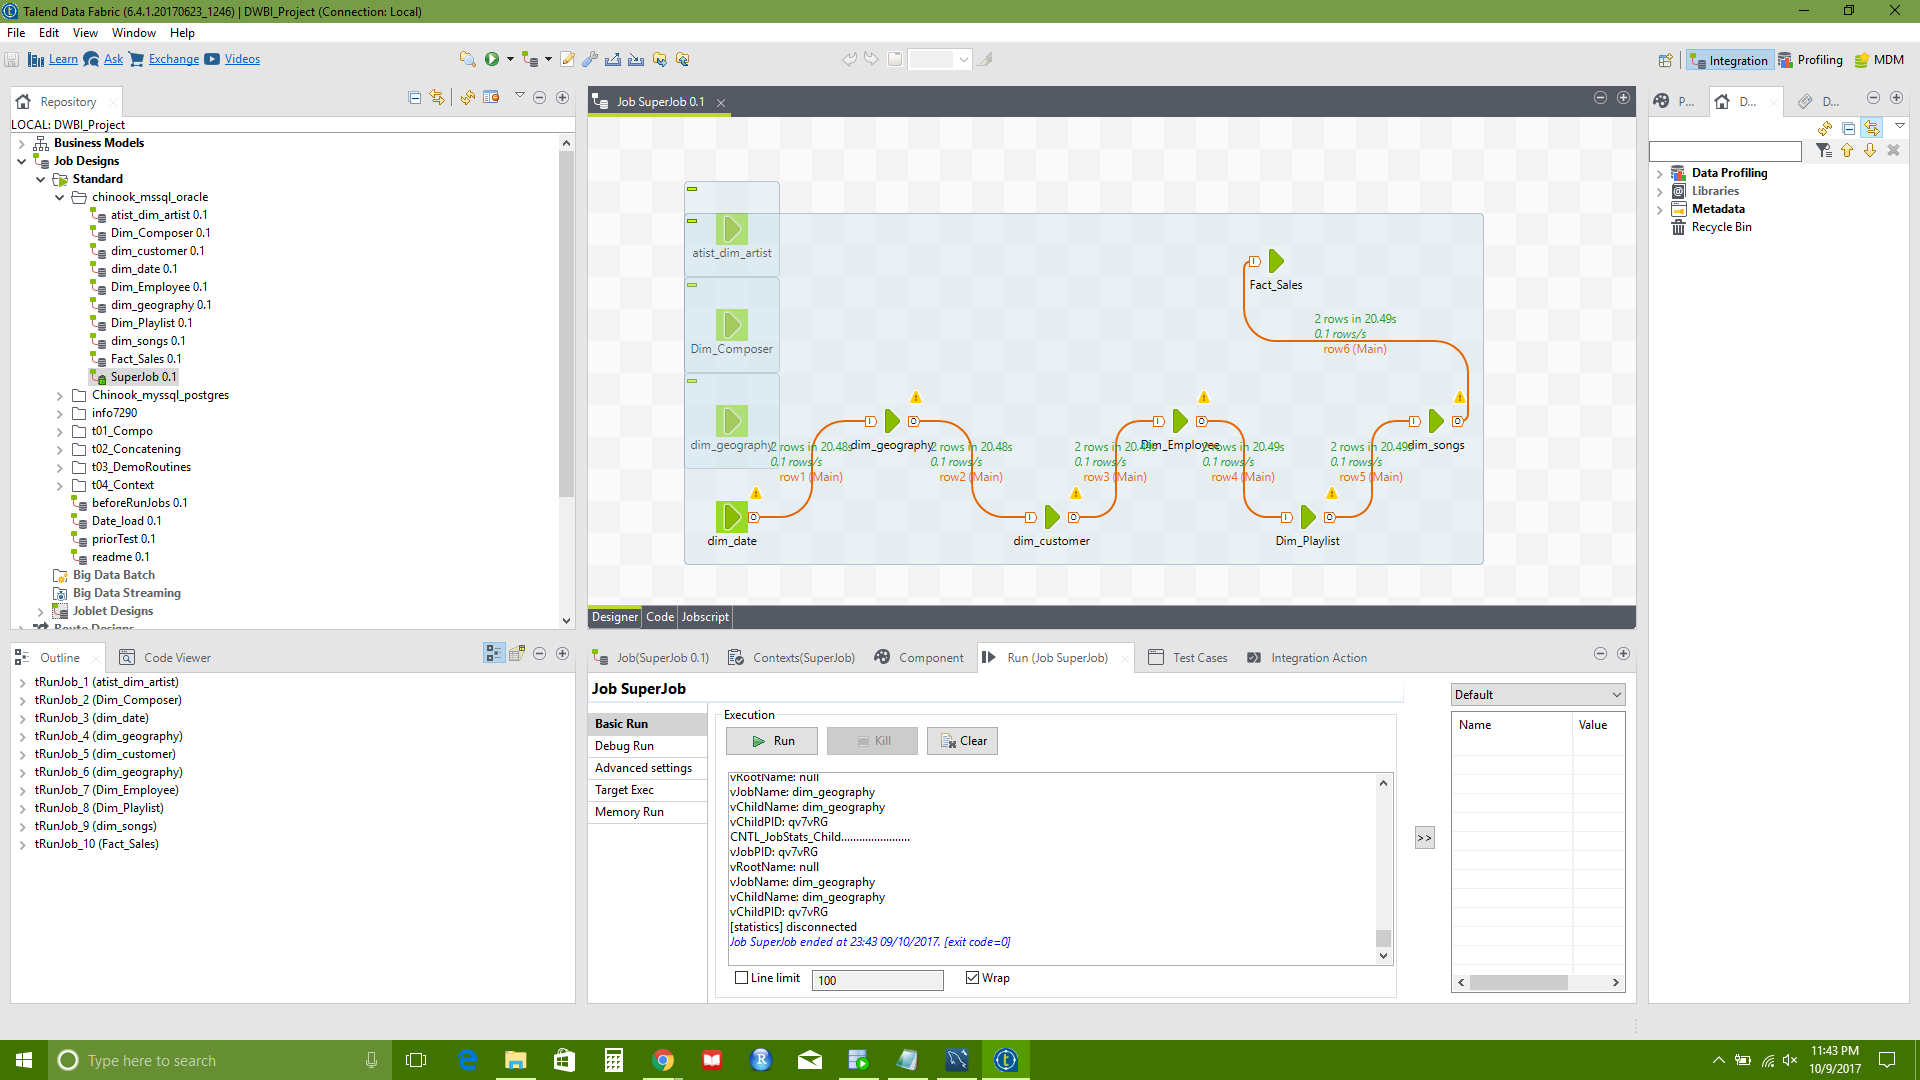 Talend Data Fabric (6.4.1.20170623_1246) | DWBI_Project (Connection: Local)
File Edit View Window Help
Learn Ask Exchange Videos
Integration Profiling MDM
Repository
LOCAL: DWBI_Project
Business Models
Job Designs
Standard
chinook_mssql_oracle
atist_dim_artist 0.1
Dim_Composer 0.1
dim_customer 0.1
dim_date 0.1
Dim_Employee 0.1
dim_geography 0.1
Dim_Playlist 0.1
dim_songs 0.1
Fact_Sales 0.1
SuperJob 0.1
Chinook_myssql_postgres
info7290
t01_Compo
t02_Concatening
t03_DemoRoutines
t04_Context
beforeRunJobs 0.1
Date_load 0.1
priorTest 0.1
readme 0.1
Big Data Batch
Big Data Streaming
Joblet Designs
Route Designs
Job SuperJob 0.1
atist_dim_artist
Dim_Composer
dim_geography
Fact_Sales
2 rows in 20.49s
0.1 rows/s
row6 (Main)
dim_geography
Dim_Employee
dim_songs
2 rows in 20.48s
0.1 rows/s
row1 (Main)
2 rows in 20.48s
0.1 rows/s
row2 (Main)
2 rows in 20.49s
0.1 rows/s
row3 (Main)
2 rows in 20.49s
0.1 rows/s
row4 (Main)
2 rows in 20.49s
0.1 rows/s
row5 (Main)
dim_date
dim_customer
Dim_Playlist
Designer Code Jobscript
P... D... D...
Data Profiling
Libraries
Metadata
Recycle Bin
Outline Code Viewer
tRunJob_1 (atist_dim_artist)
tRunJob_2 (Dim_Composer)
tRunJob_3 (dim_date)
tRunJob_4 (dim_geography)
tRunJob_5 (dim_customer)
tRunJob_6 (dim_geography)
tRunJob_7 (Dim_Employee)
tRunJob_8 (Dim_Playlist)
tRunJob_9 (dim_songs)
tRunJob_10 (Fact_Sales)
Job(SuperJob 0.1) Contexts(SuperJob) Component Run (Job SuperJob) Test Cases Integration Action
Job SuperJob
Basic Run
Debug Run
Advanced settings
Target Exec
Memory Run
Execution
Run Kill Clear
vRootName: null
vJobName: dim_geography
vChildName: dim_geography
vChildPID: qv7vRG
CNTL_JobStats_Child.......................
vJobPID: qv7vRG
vRootName: null
vJobName: dim_geography
vChildName: dim_geography
vChildPID: qv7vRG
[statistics] disconnected
Job SuperJob ended at 23:43 09/10/2017. [exit code=0]
Line limit 100 Wrap
>>
Default
Name Value
Type here to search
11:43 PM
10/9/2017